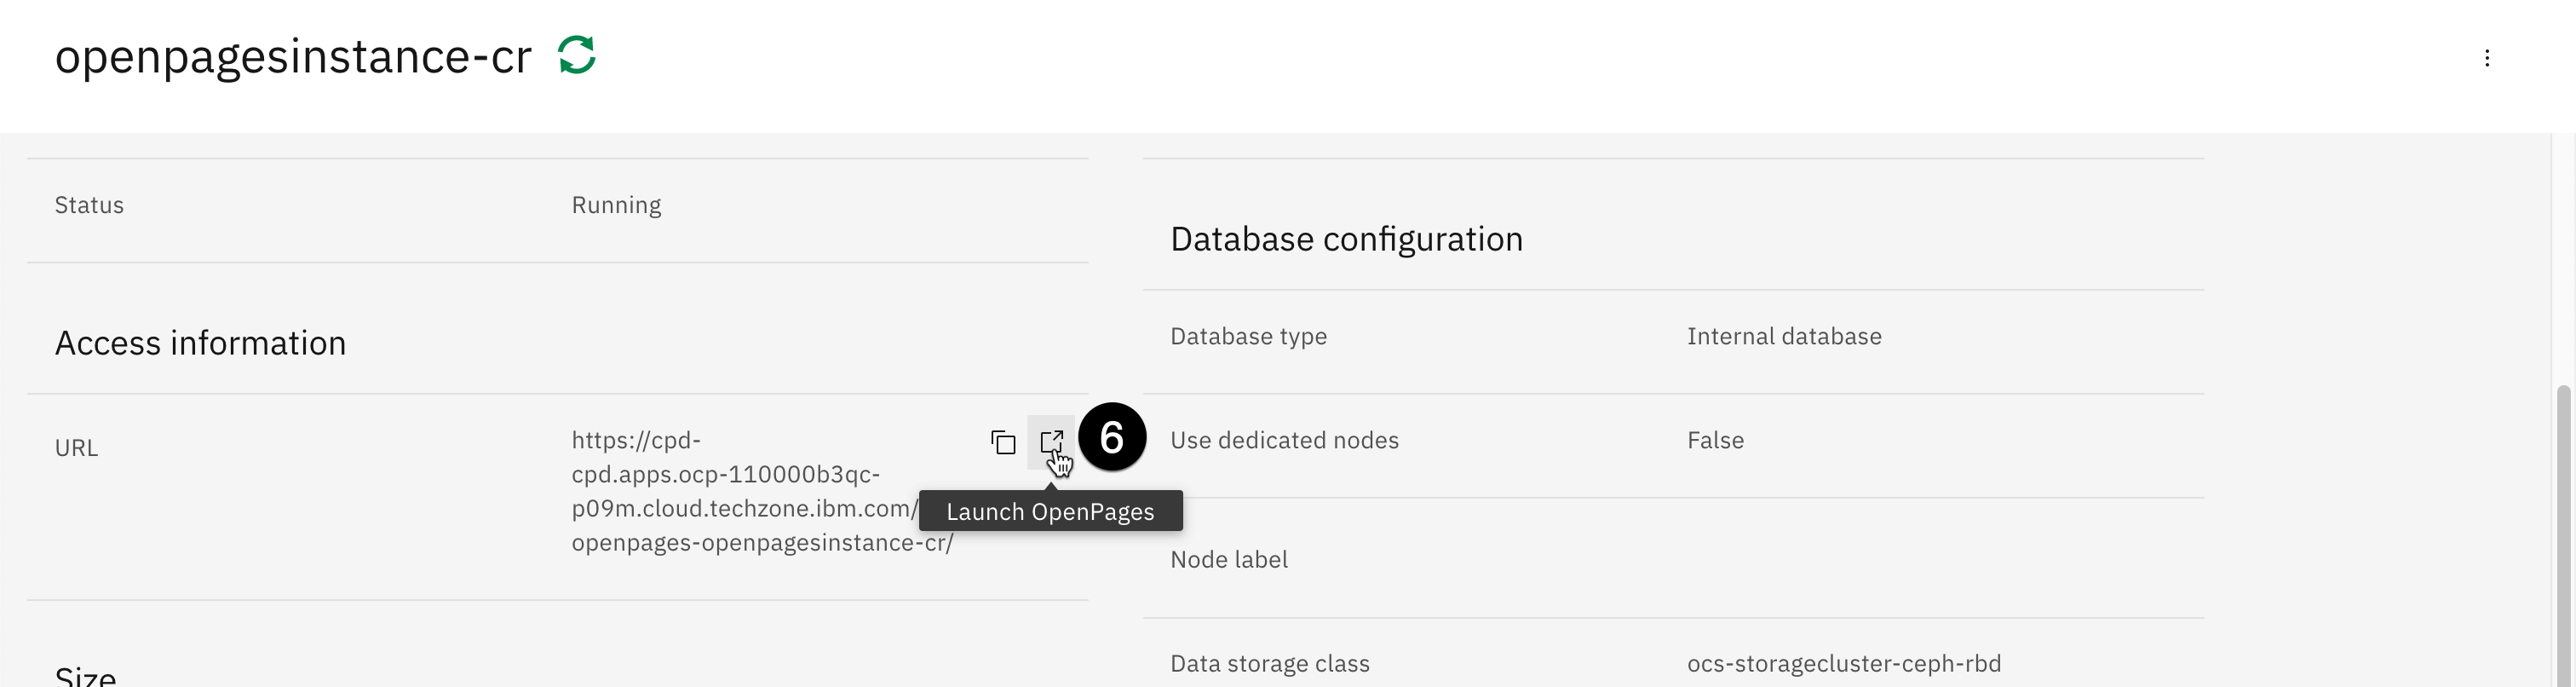 openpagesinstance-cr
Status
Running
Access information
URL
https://cpd-
cpd.apps.ocp-110000b3qc-
p09m.cloud.techzone.ibm.com/
openpages-openpagesinstance-cr/
6
Launch OpenPages
Size
Database configuration
Database type
Internal database
Use dedicated nodes
False
Node label
Data storage class
ocs-storagecluster-ceph-rbd